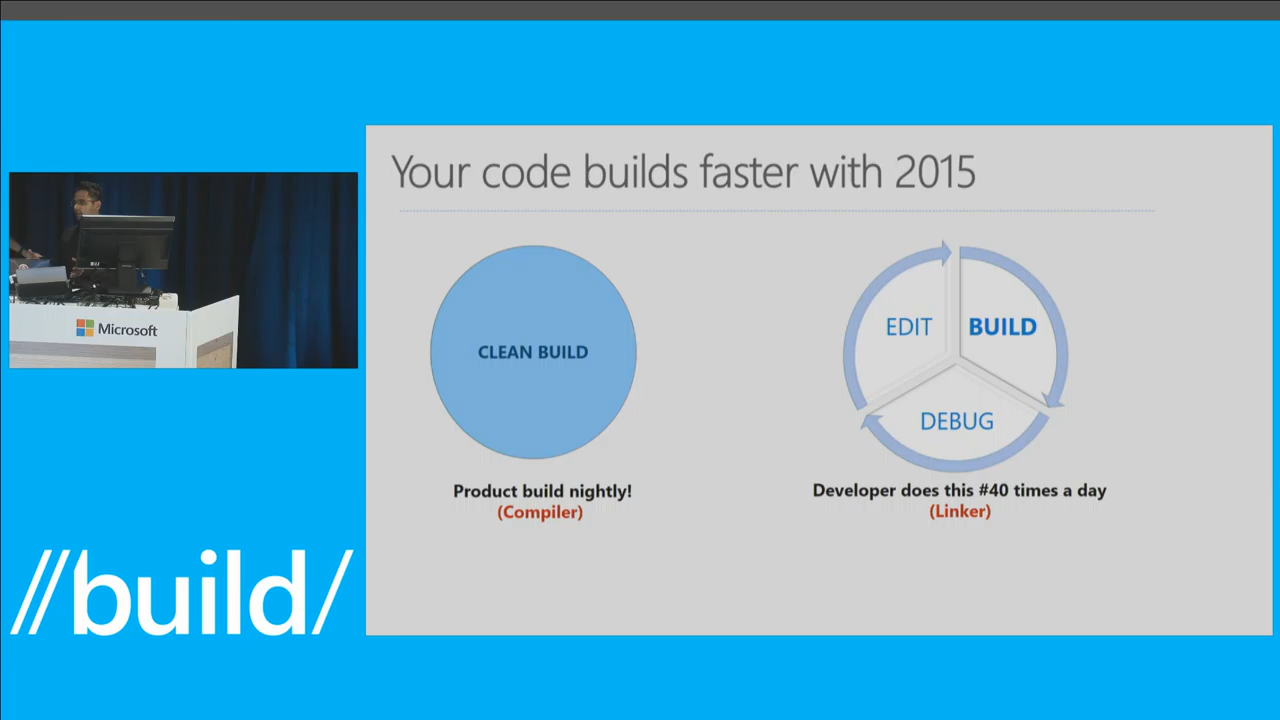 Your code builds faster with 2015
CLEAN BUILD
EDIT
BUILD
DEBUG
Product build nightly!
(Compiler)
Developer does this #40 times a day
(Linker)
Microsoft
//build/